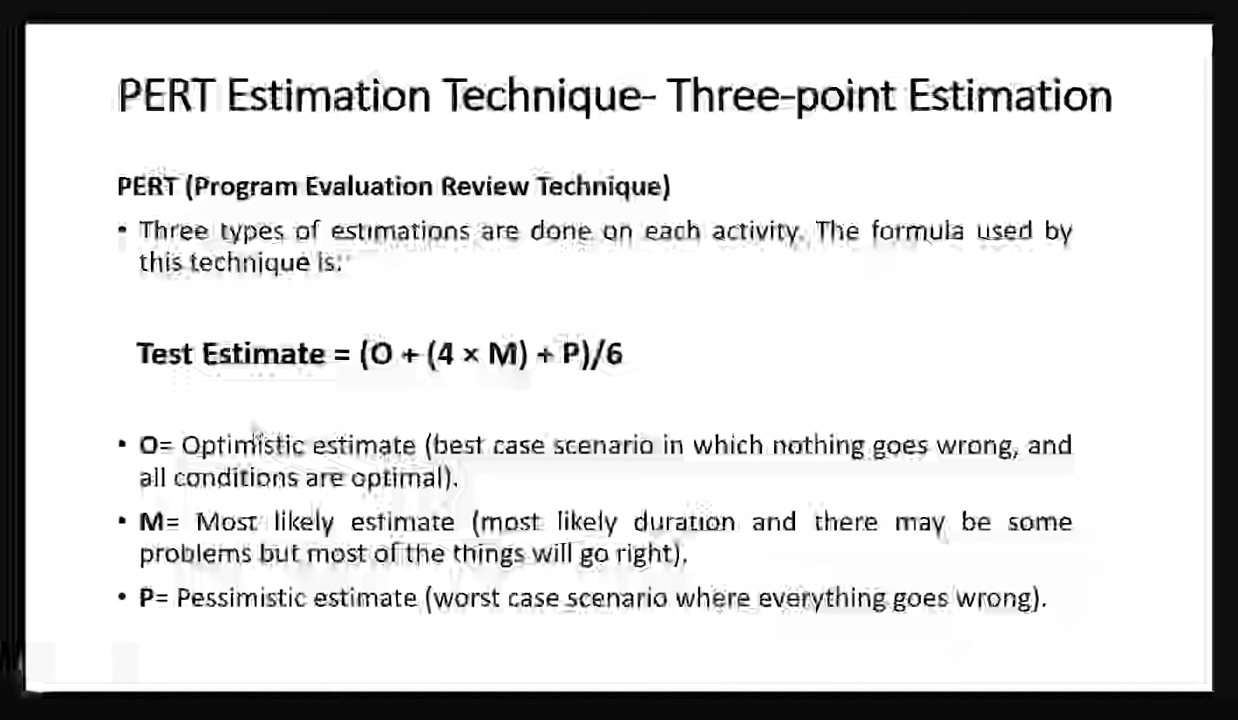 PERT Estimation Technique- Three-point Estimation
PERT (Program Evaluation Review Technique)
• Three types of estimations are done on each activity. The formula used by
this technique is:
Test Estimate = (O + (4 × M) + P)/6
• O= Optimistic estimate (best case scenario in which nothing goes wrong, and
all conditions are optimal).
• M= Most likely estimate (most likely duration and there may be some
problems but most of the things will go right).
• P= Pessimistic estimate (worst case scenario where everything goes wrong).